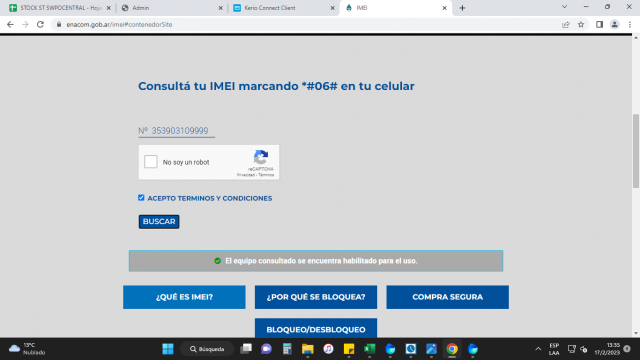 STOCK ST SWPOCENTRAL - Hoja
Admin
Kerio Connect Client
IMEI
enacom.gob.ar/imei#contenedorSite
Consultá tu IMEI marcando *#06# en tu celular
Nº 353903109999
No soy un robot
reCAPTCHA
Privacidad - Términos
ACEPTO TERMINOS Y CONDICIONES
BUSCAR
El equipo consultado se encuentra habilitado para el uso.
¿QUÉ ES IMEI?
¿POR QUÉ SE BLOQUEA?
COMPRA SEGURA
BLOQUEO/DESBLOQUEO
13°C
Nublado
Búsqueda
ESP
LAA
13:35
17/2/2023